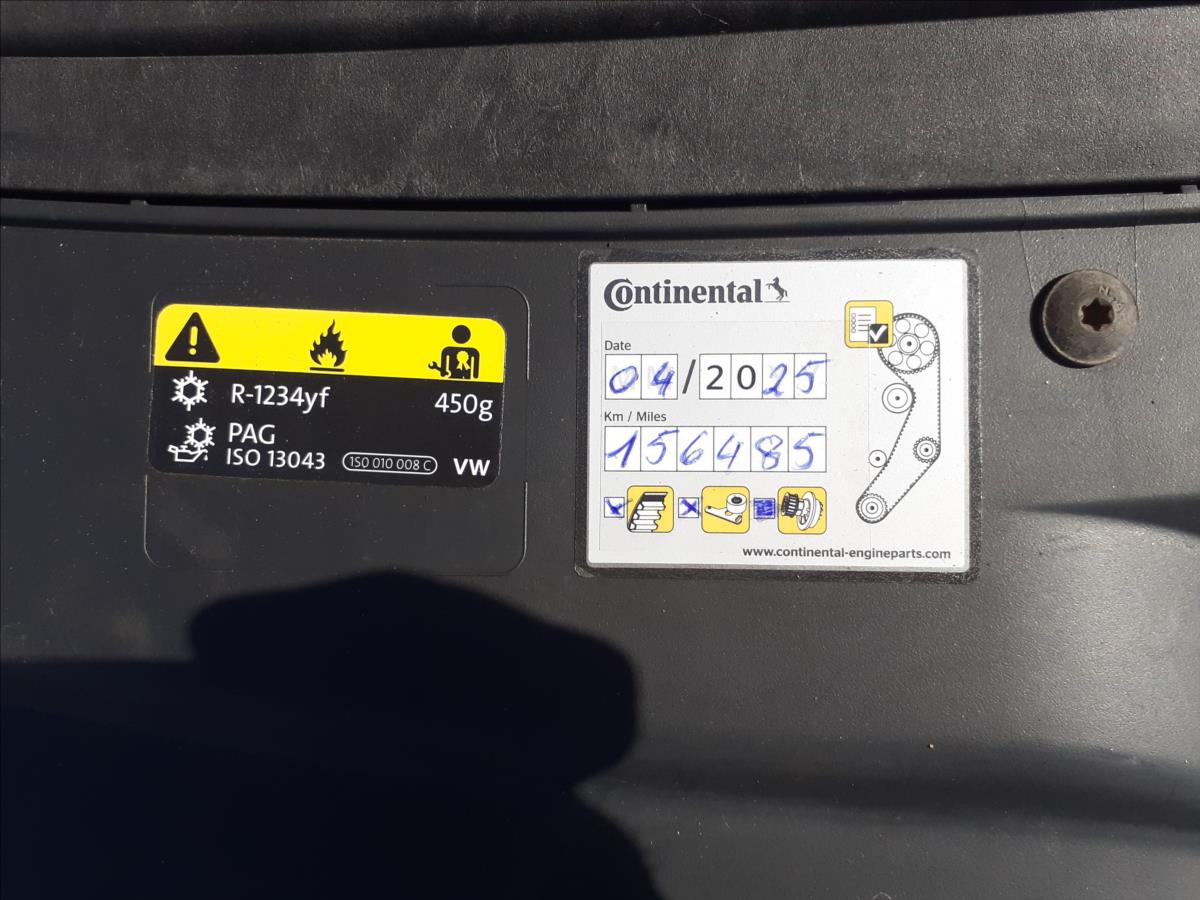 R-1234yf 450g
PAG
ISO 13043 1S0 010 008 C VW
Continental
Date
04/2025
Km / Miles
156485
www.continental-engineparts.com